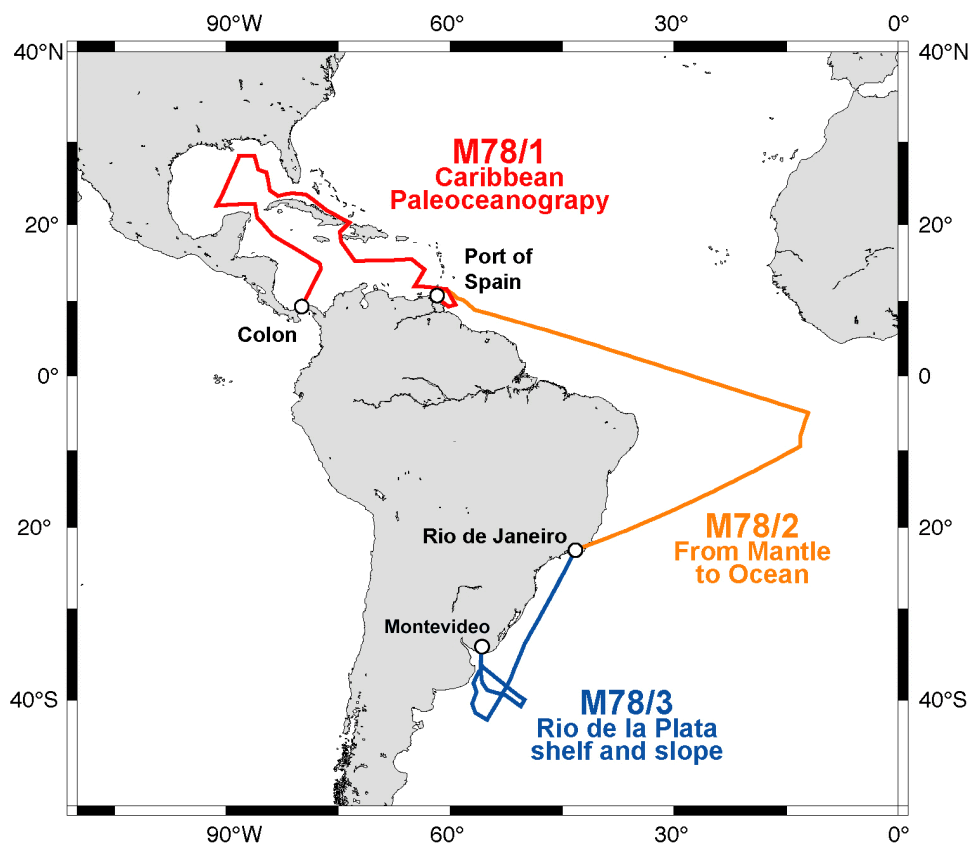 90°W 60° 30° 0°
40°N 40°N
M78/1
Caribbean
Paleoceanograpy
20° 20°
Port of
Spain
Colon
0° 0
M78/2
From Mantle
to Ocean
20° 20°
Rio de Janeiro
Montevideo
40°S 40°S
M78/3
Rio de la Plata
shelf and slope
90°W 60° 30° 0°